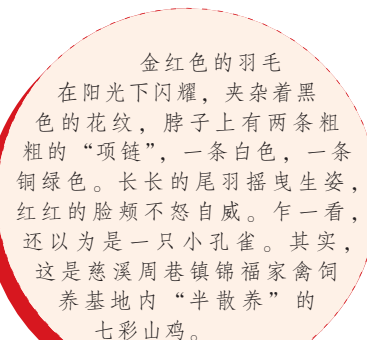 金红色的羽毛
在阳光下闪耀，夹杂着黑
色的花纹，脖子上有两条粗
粗的“项链”，一条白色，一条
铜绿色。长长的尾羽摇曳生姿，
红红的脸颊不怒自威。乍一看，
还以为是一只小孔雀。其实，
这是慈溪周巷镇锦福家禽饲
养基地内“半散养”的
七彩山鸡。